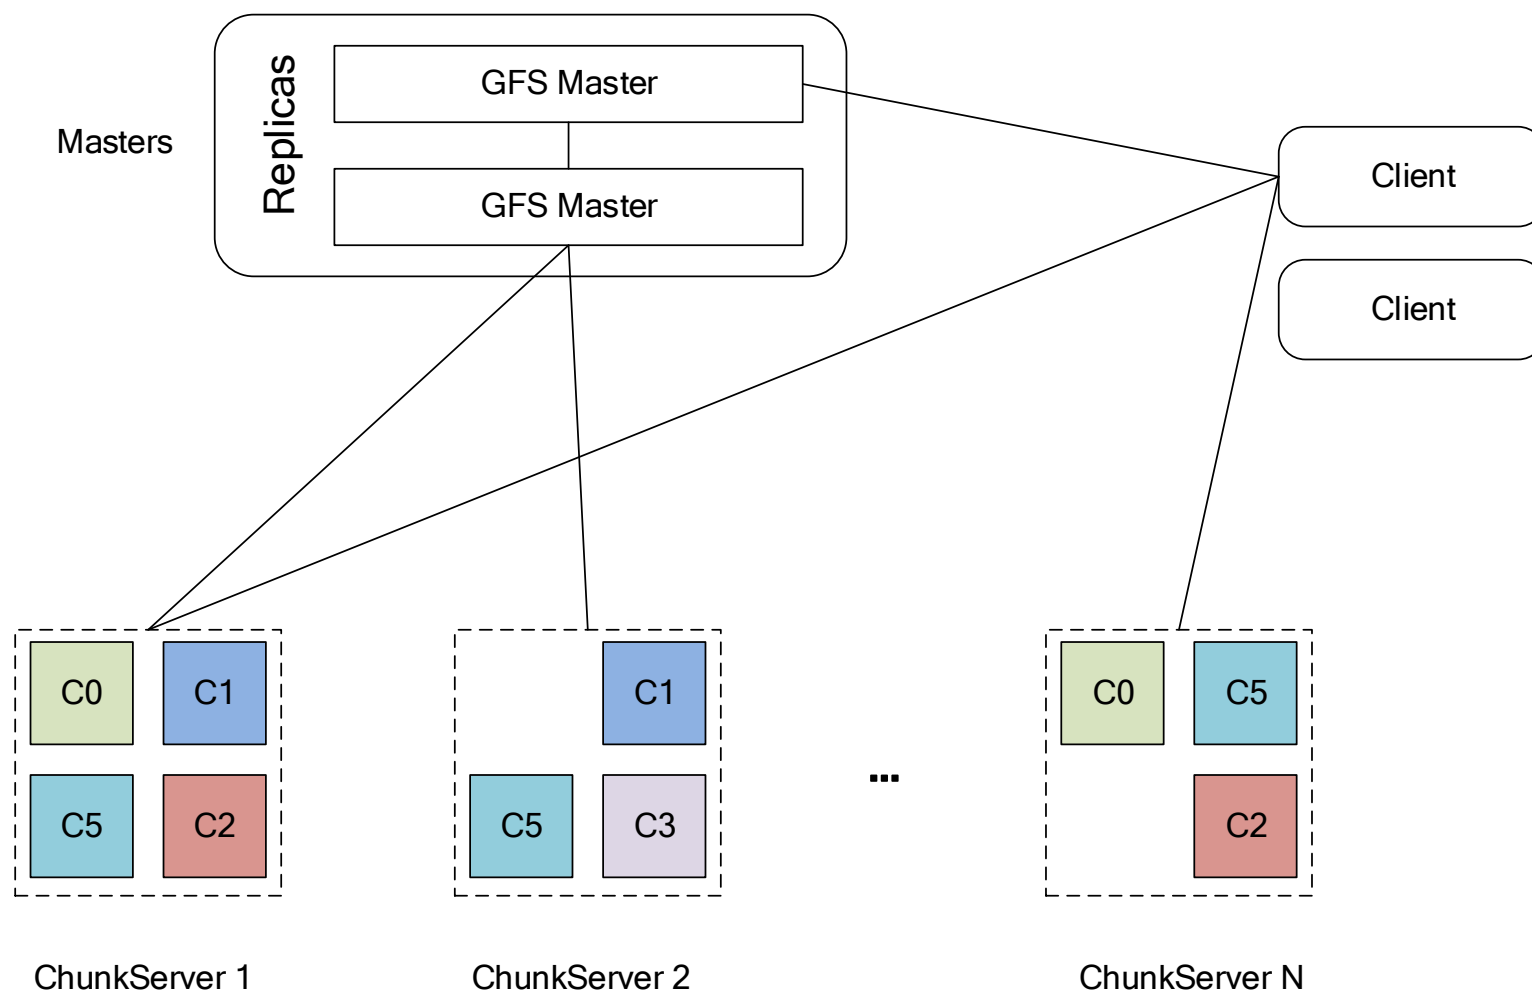 Masters
Replicas
GFS Master
GFS Master
Client
Client
C0 C1
C5 C2
C1
C5 C3
...
C0 C5
C2
ChunkServer 1
ChunkServer 2
ChunkServer N